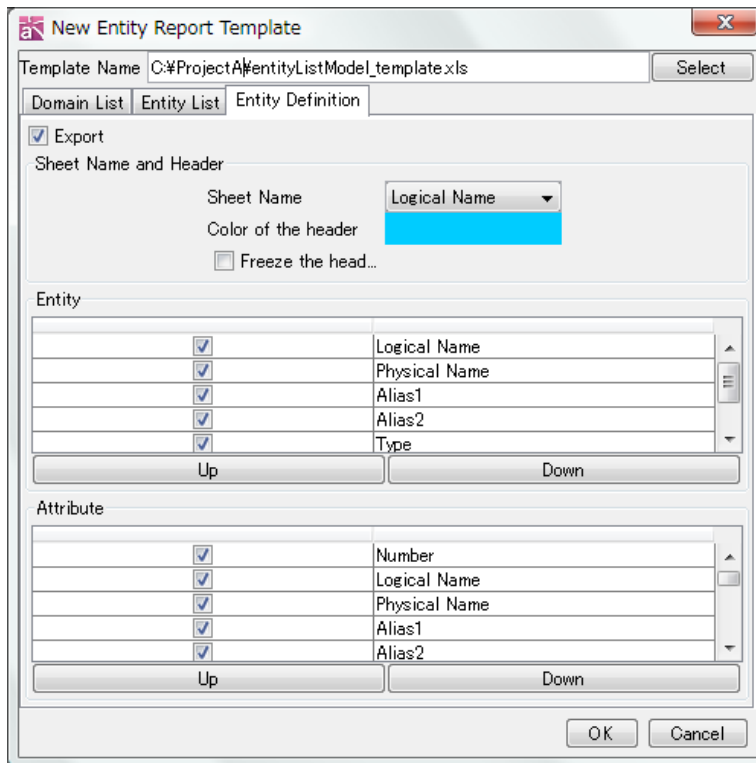 New Entity Report Template
Template Name C:¥ProjectA¥entityListModel_template.xls Select
Domain List Entity List Entity Definition
Export
Sheet Name and Header
Sheet Name Logical Name
Color of the header
Freeze the head...
Entity
Logical Name
Physical Name
Alias1
Alias2
Type
Up Down
Attribute
Number
Logical Name
Physical Name
Alias1
Alias2
Up Down
OK Cancel